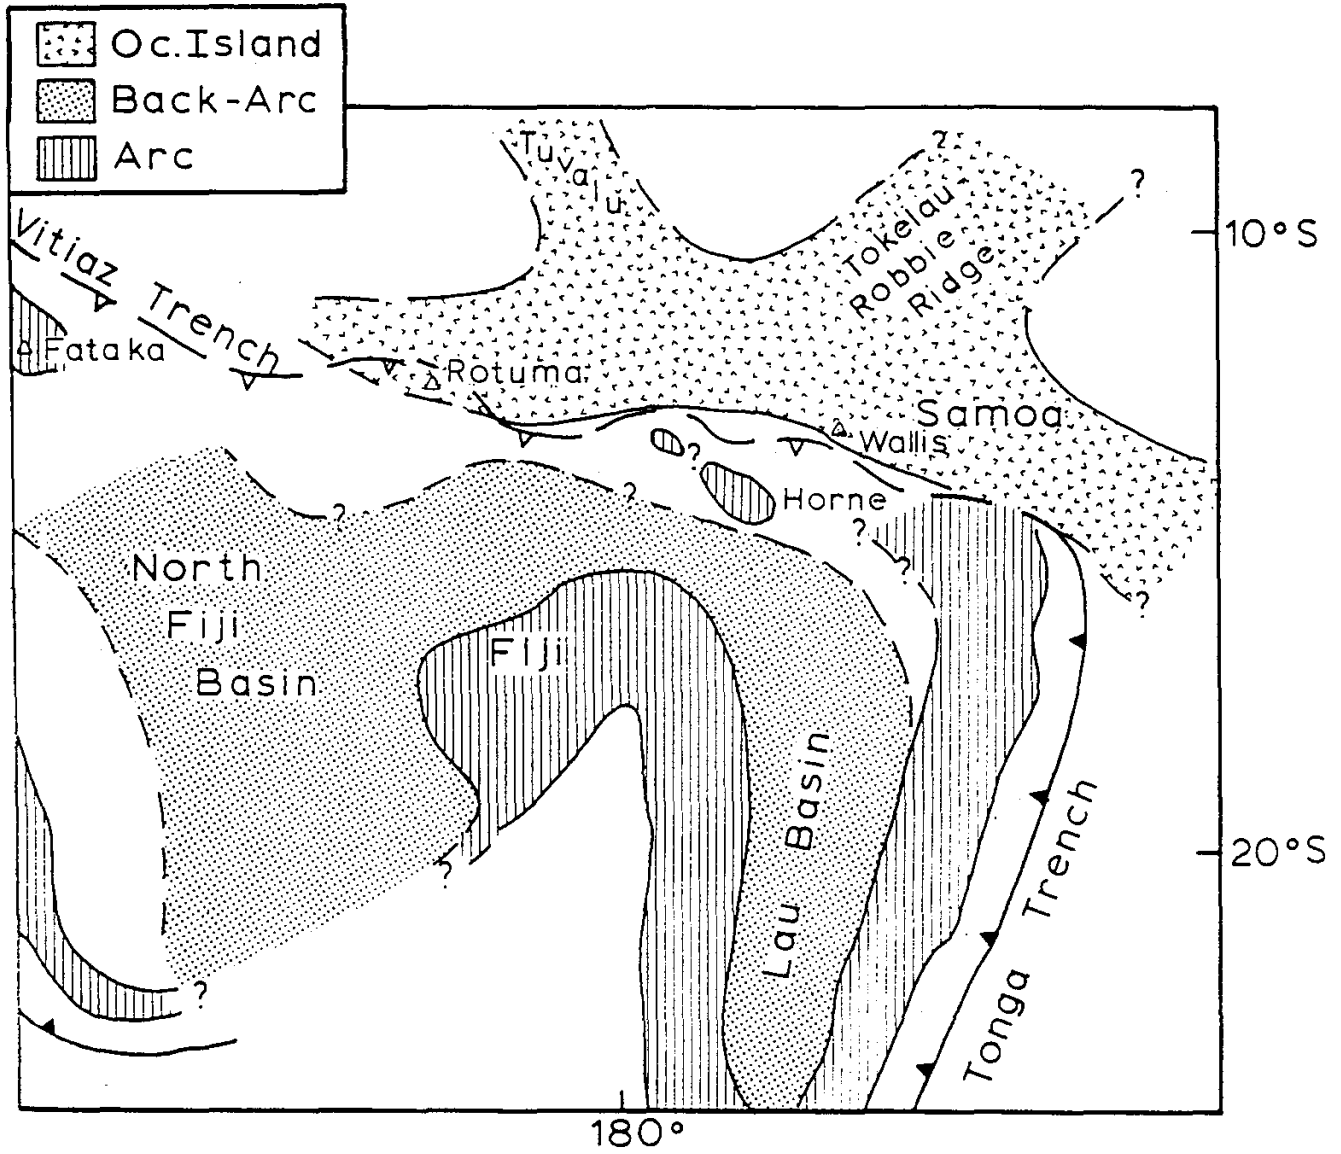 Oc.Island
Back-Arc
Arc
Tuvalu
?
?
Tokelau
Robbie
Ridge
10°S
Vitiaz Trench
Fataka
Rotuma
Samoa
Wallis
?
Horne
?
?
?
?
?
North
Fiji
Basin
Fiji
Lau Basin
20°S
Tonga Trench
?
?
180°